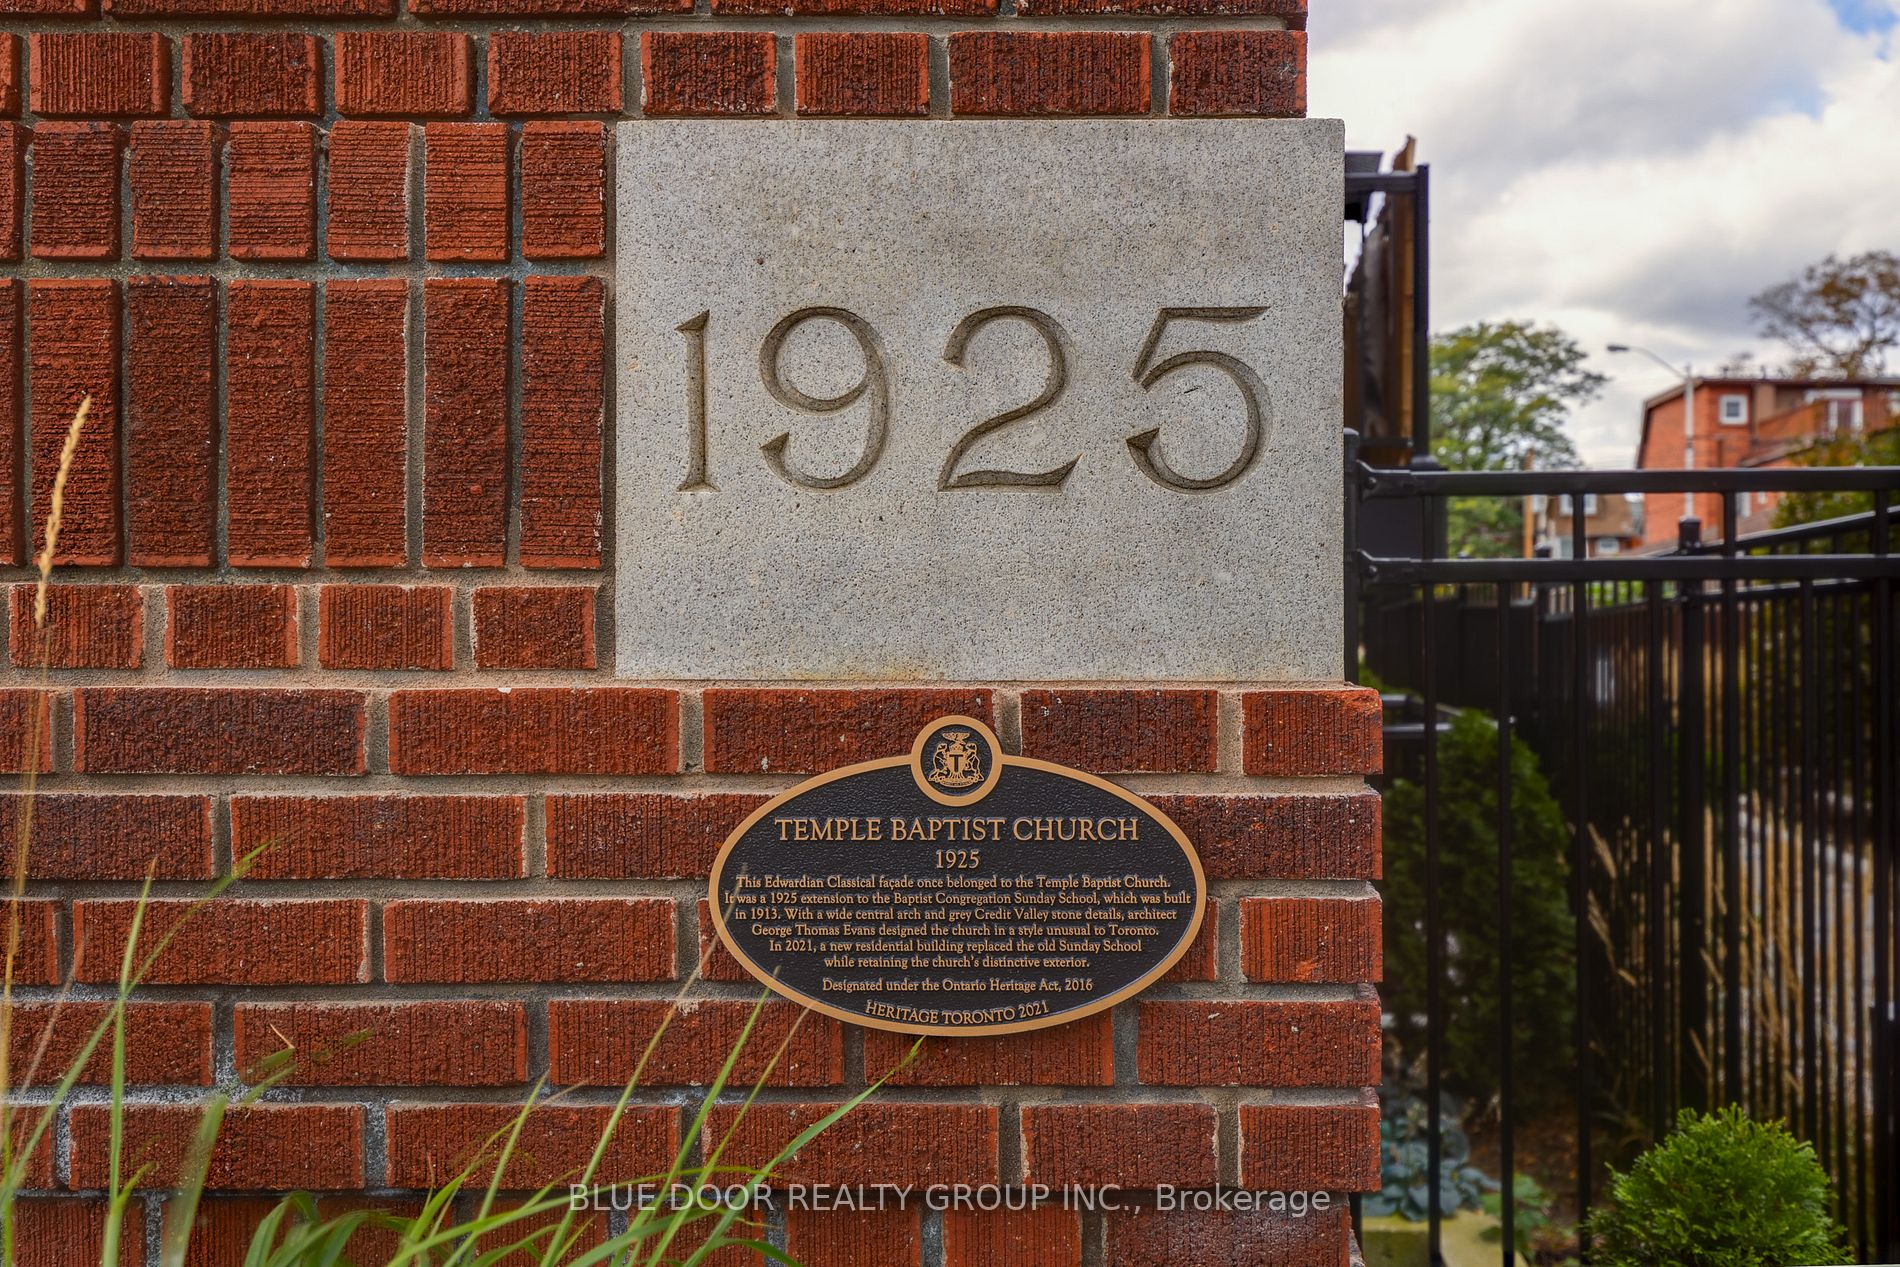 1925
T
TEMPLE BAPTIST CHURCH
1925
This Edwardian Classical façade once belonged to the Temple Baptist Church.
It was a 1925 extension to the Baptist Congregation Sunday School, which was built
in 1913. With a wide central arch and grey Credit Valley stone details, architect
George Thomas Evans designed the church in a style unusual to Toronto.
In 2021, a new residential building replaced the old Sunday School
while retaining the church's distinctive exterior.
Designated under the Ontario Heritage Act, 2016
HERITAGE TORONTO 2021
BLUE DOOR REALTY GROUP INC., Brokerage